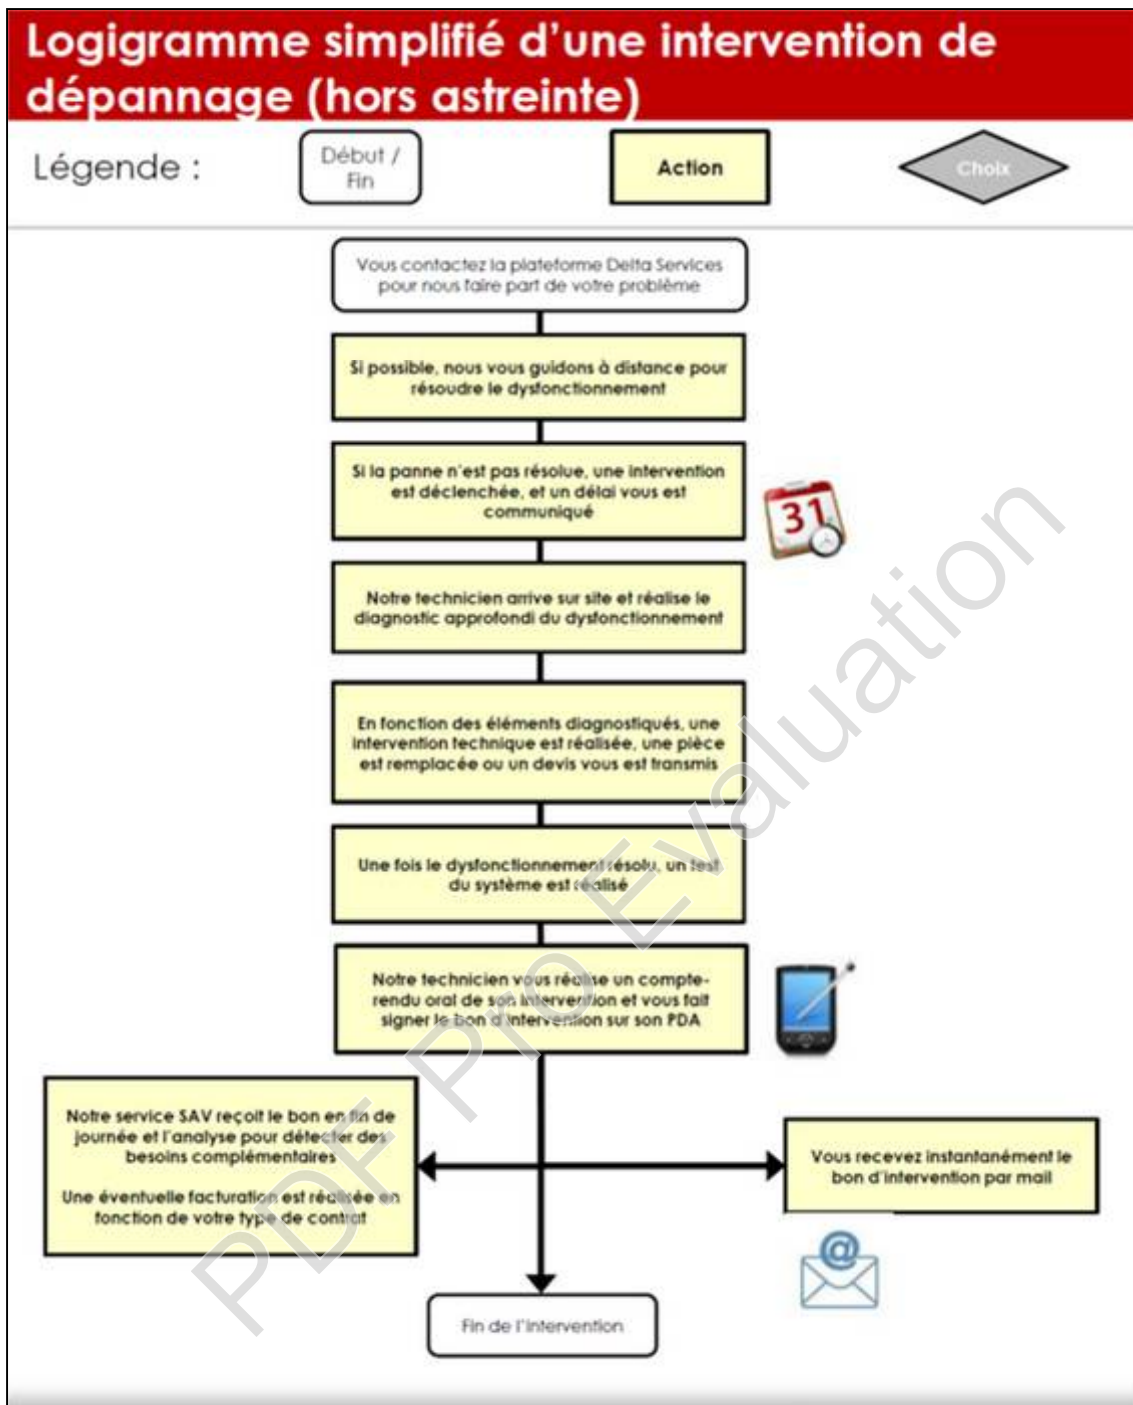 Logigramme simplifié d'une intervention de
dépannage (hors astreinte)
Légende :
Début /
Fin
Action
Choix
Vous contactez la plateforme Delta Services
pour nous faire part de votre problème
Si possible, nous vous guidons à distance pour
résoudre le dysfonctionnement
Si la panne n'est pas résolue, une intervention
est déclenchée, et un délai vous est
communiqué
31
Notre technicien arrive sur site et réalise le
diagnostic approfondi du dysfonctionnement
En fonction des éléments diagnostiqués, une
intervention technique est réalisée, une pièce
est remplacée ou un devis vous est transmis
Une fois le dysfonctionnement résolu, un test
du système est réalisé
Notre technicien vous réalise un compte-
rendu oral de son intervention et vous fait
signer le bon d'intervention sur son PDA
Notre service SAV reçoit le bon en fin de
journée et l'analyse pour détecter des
besoins complémentaires
Une éventuelle facturation est réalisée en
fonction de votre type de contrat
Vous recevez instantanément le
bon d'intervention par mail
@
Fin de l'intervention
PDF Pro Evaluation